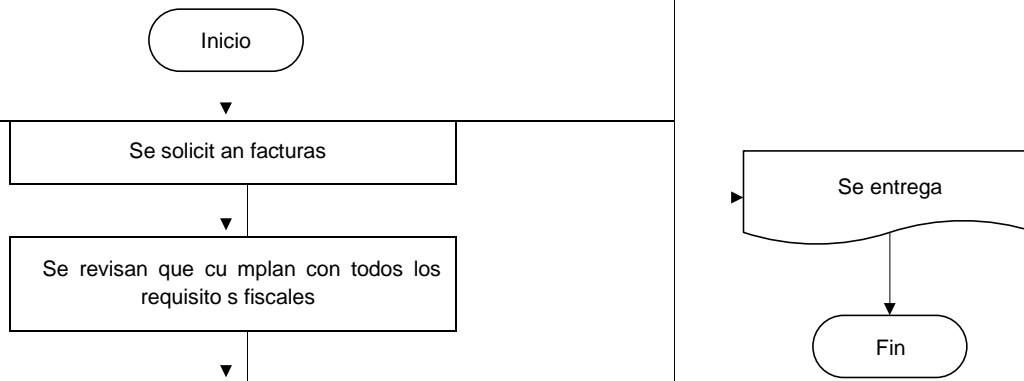 Inicio
Se solicit an facturas
Se revisan que cu mplan con todos los
requisito s fiscales
Se entrega
Fin